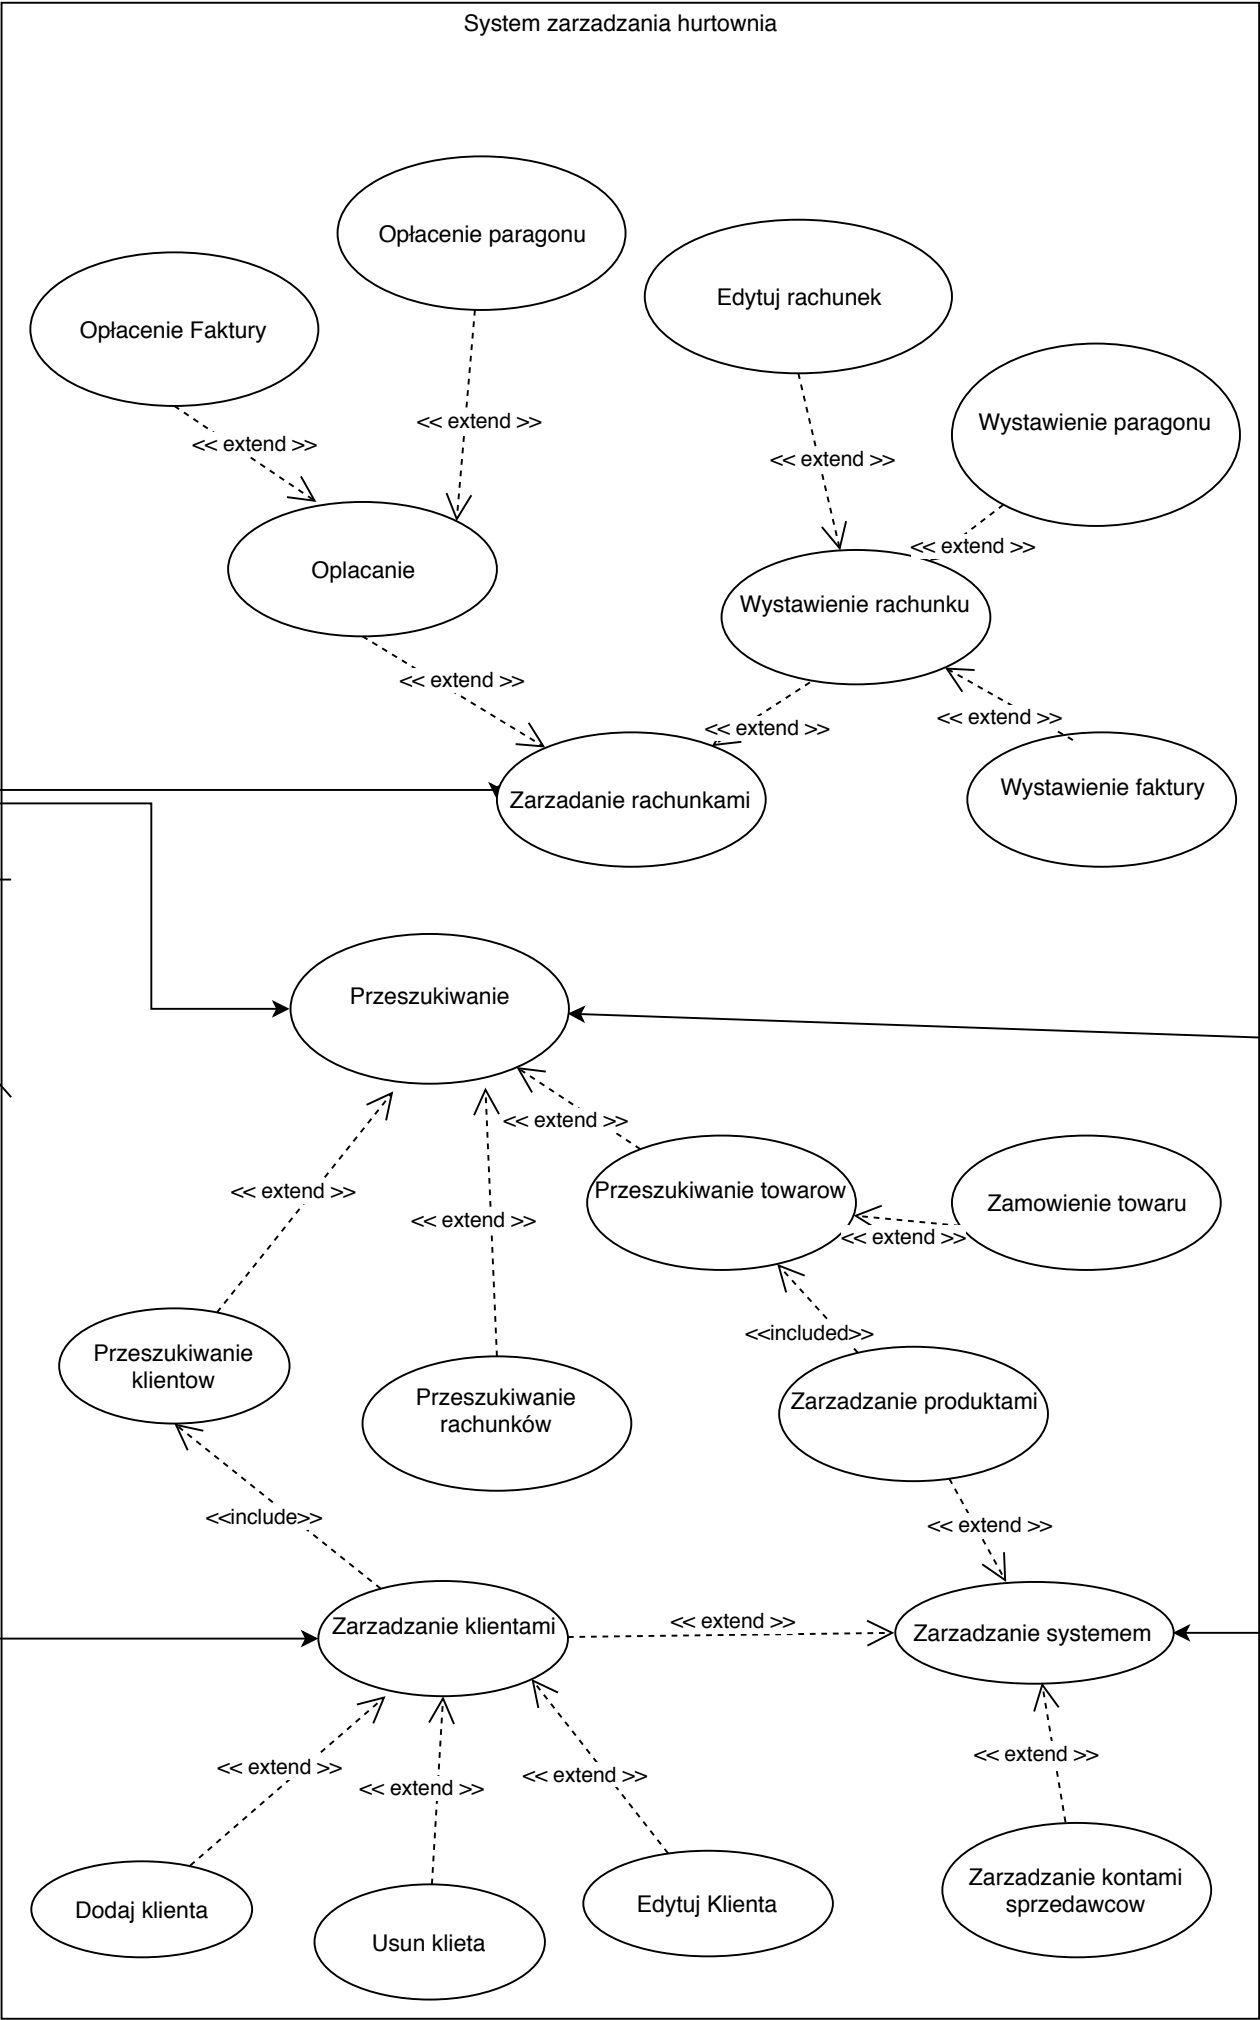 System zarzadzania hurtownia
Opłacenie paragonu
Edytuj rachunek
Opłacenie Faktury
Wystawienie paragonu
<< extend >>
<< extend >>
<< extend >>
<< extend >>
Oplacanie
Wystawienie rachunku
<< extend >>
<< extend >>
<< extend >>
Zarzadanie rachunkami
Wystawienie faktury
Przeszukiwanie
<< extend >>
<< extend >>
<< extend >>
Przeszukiwanie towarow
Zamowienie towaru
<< extend >>
<<included>>
Przeszukiwanie
klientow
Przeszukiwanie
rachunków
Zarzadzanie produktami
<<include>>
<< extend >>
Zarzadzanie klientami
<< extend >>
Zarzadzanie systemem
<< extend >>
<< extend >>
<< extend >>
<< extend >>
Dodaj klienta
Usun klieta
Edytuj Klienta
Zarzadzanie kontami
sprzedawcow